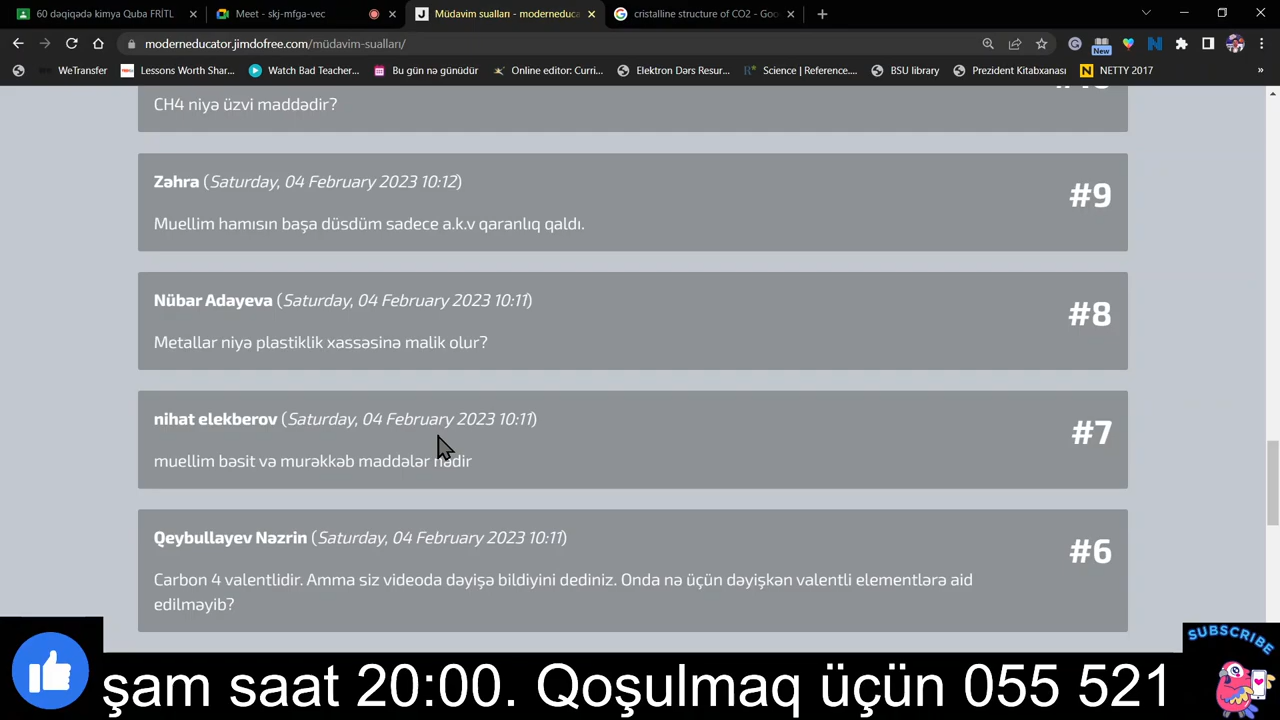 60 dəqiqədə kimya Quba FRİTL
Meet - skj-mfga-vec
Müdavim sualları - moderneduca
cristalline structure of CO2 - Goo
moderneducator.jimdofree.com/müdavim-sualları/
New
WeTransfer
Lessons Worth Shar...
Watch Bad Teacher...
Bu gün nə günüdür
Online editor: Curri...
Elektron Dərs Resur...
Science | Reference....
BSU library
Prezident Kitabxanası
NETTY 2017
CH4 niyə üzvi maddədir?
Zəhra (Saturday, 04 February 2023 10:12)
#9
Muellim hamısın başa düsdüm sadece a.k.v qaranlıq qaldı.
Nübar Adayeva (Saturday, 04 February 2023 10:11)
#8
Metallar niyə plastiklik xassəsinə malik olur?
nihat elekberov (Saturday, 04 February 2023 10:11)
#7
muellim bəsit və murəkkəb maddələr nədir
Qeybullayev Nəzrin (Saturday, 04 February 2023 10:11)
#6
Carbon 4 valentlidir. Amma siz videoda dəyişə bildiyini dediniz. Onda nə üçün dəyişkən valentli elementlərə aid
edilməyib?
SUBSCRIBE
şam saat 20:00. Qoşulmaq üçün 055 521